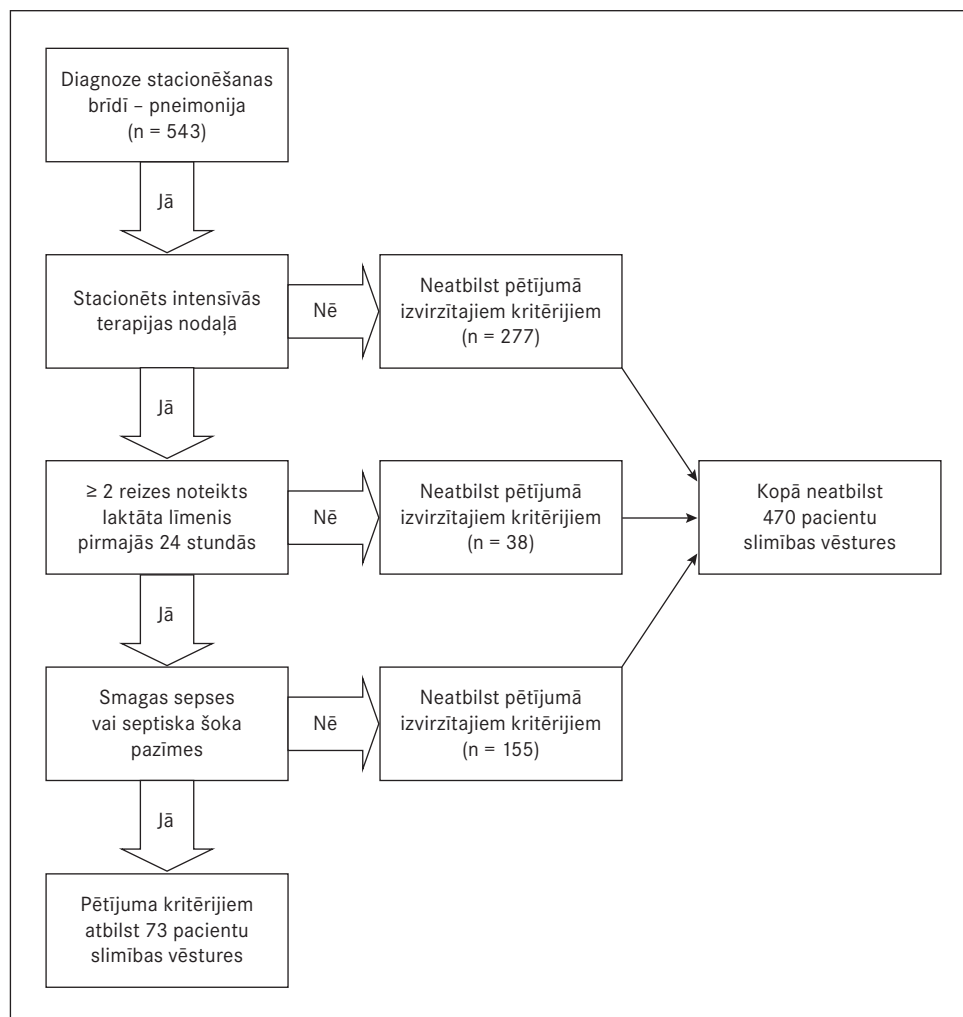 Diagnoze stacionēšanas
brīdī – pneimonija
(n = 543)
Jā
Stacionēts intensīvās
terapijas nodaļā
Nē
Neatbilst pētījumā
izvirzītajiem kritērijiem
(n = 277)
Jā
≥ 2 reizes noteikts
laktāta līmenis
pirmajās 24 stundās
Nē
Neatbilst pētījumā
izvirzītajiem kritērijiem
(n = 38)
Kopā neatbilst
470 pacientu
slimības vēstures
Jā
Smagas sepses
vai septiska šoka
pazīmes
Nē
Neatbilst pētījumā
izvirzītajiem kritērijiem
(n = 155)
Jā
Pētījuma kritērijiem
atbilst 73 pacientu
slimības vēstures